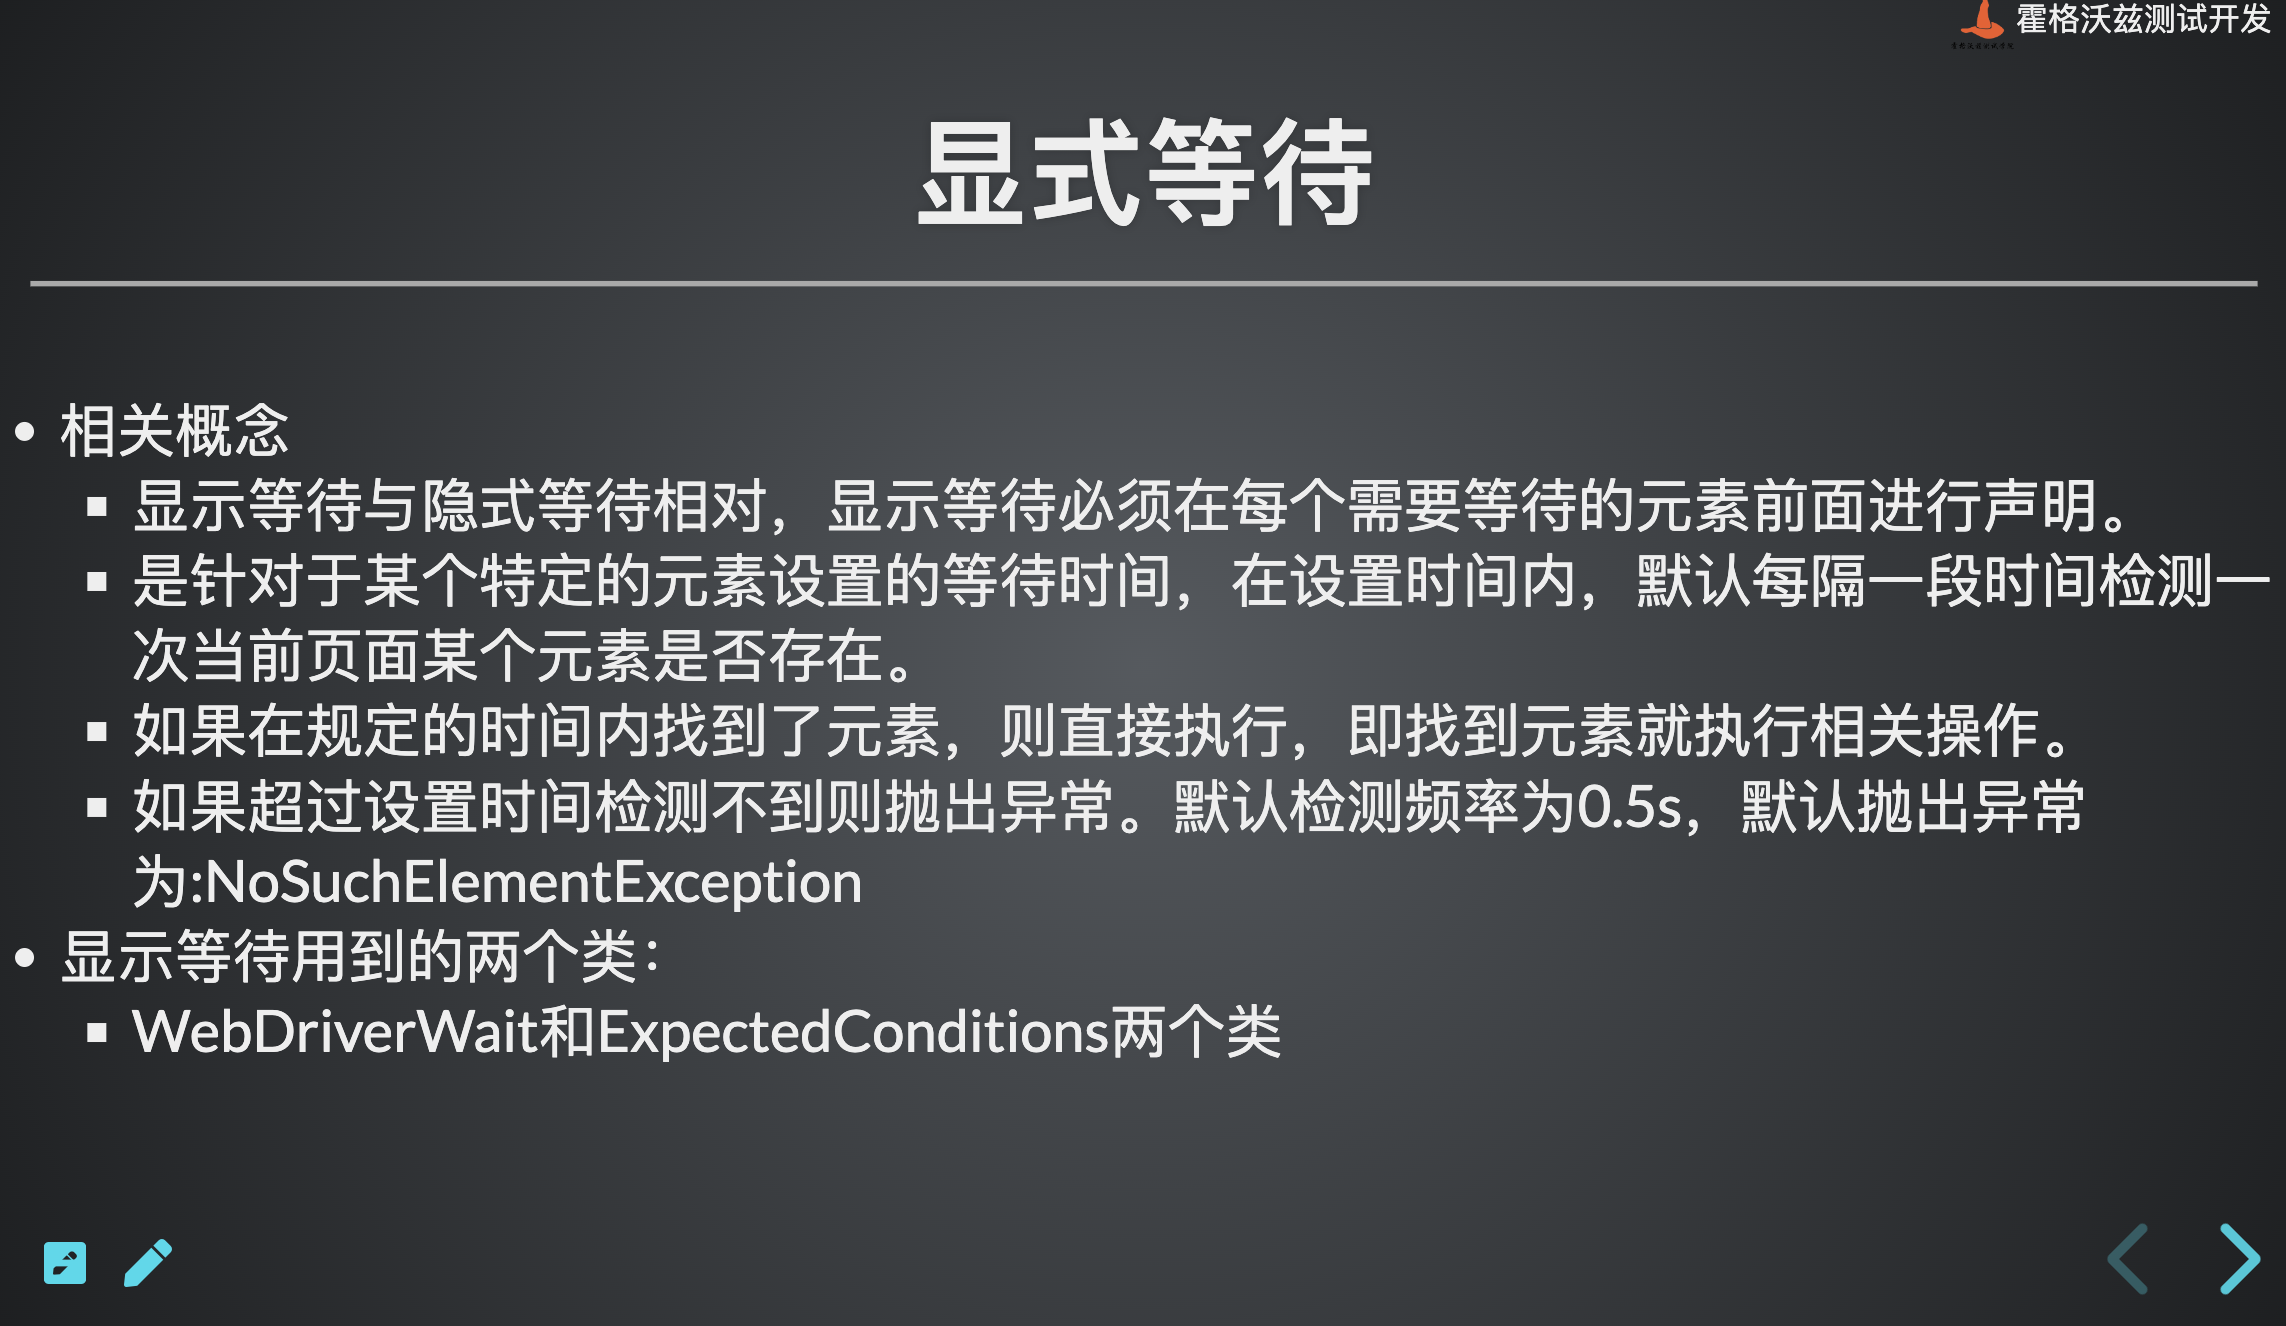 霍格沃兹测试开发
霍格沃兹测试学院
显式等待
相关概念
显示等待与隐式等待相对，显示等待必须在每个需要等待的元素前面进行声明。
是针对于某个特定的元素设置的等待时间，在设置时间内，默认每隔一段时间检测一
次当前页面某个元素是否存在。
如果在规定的时间内找到了元素，则直接执行，即找到元素就执行相关操作。
如果超过设置时间检测不到则抛出异常。默认检测频率为0.5s，默认抛出异常
为:NoSuchElementException
显示等待用到的两个类：
WebDriverWait和ExpectedConditions两个类